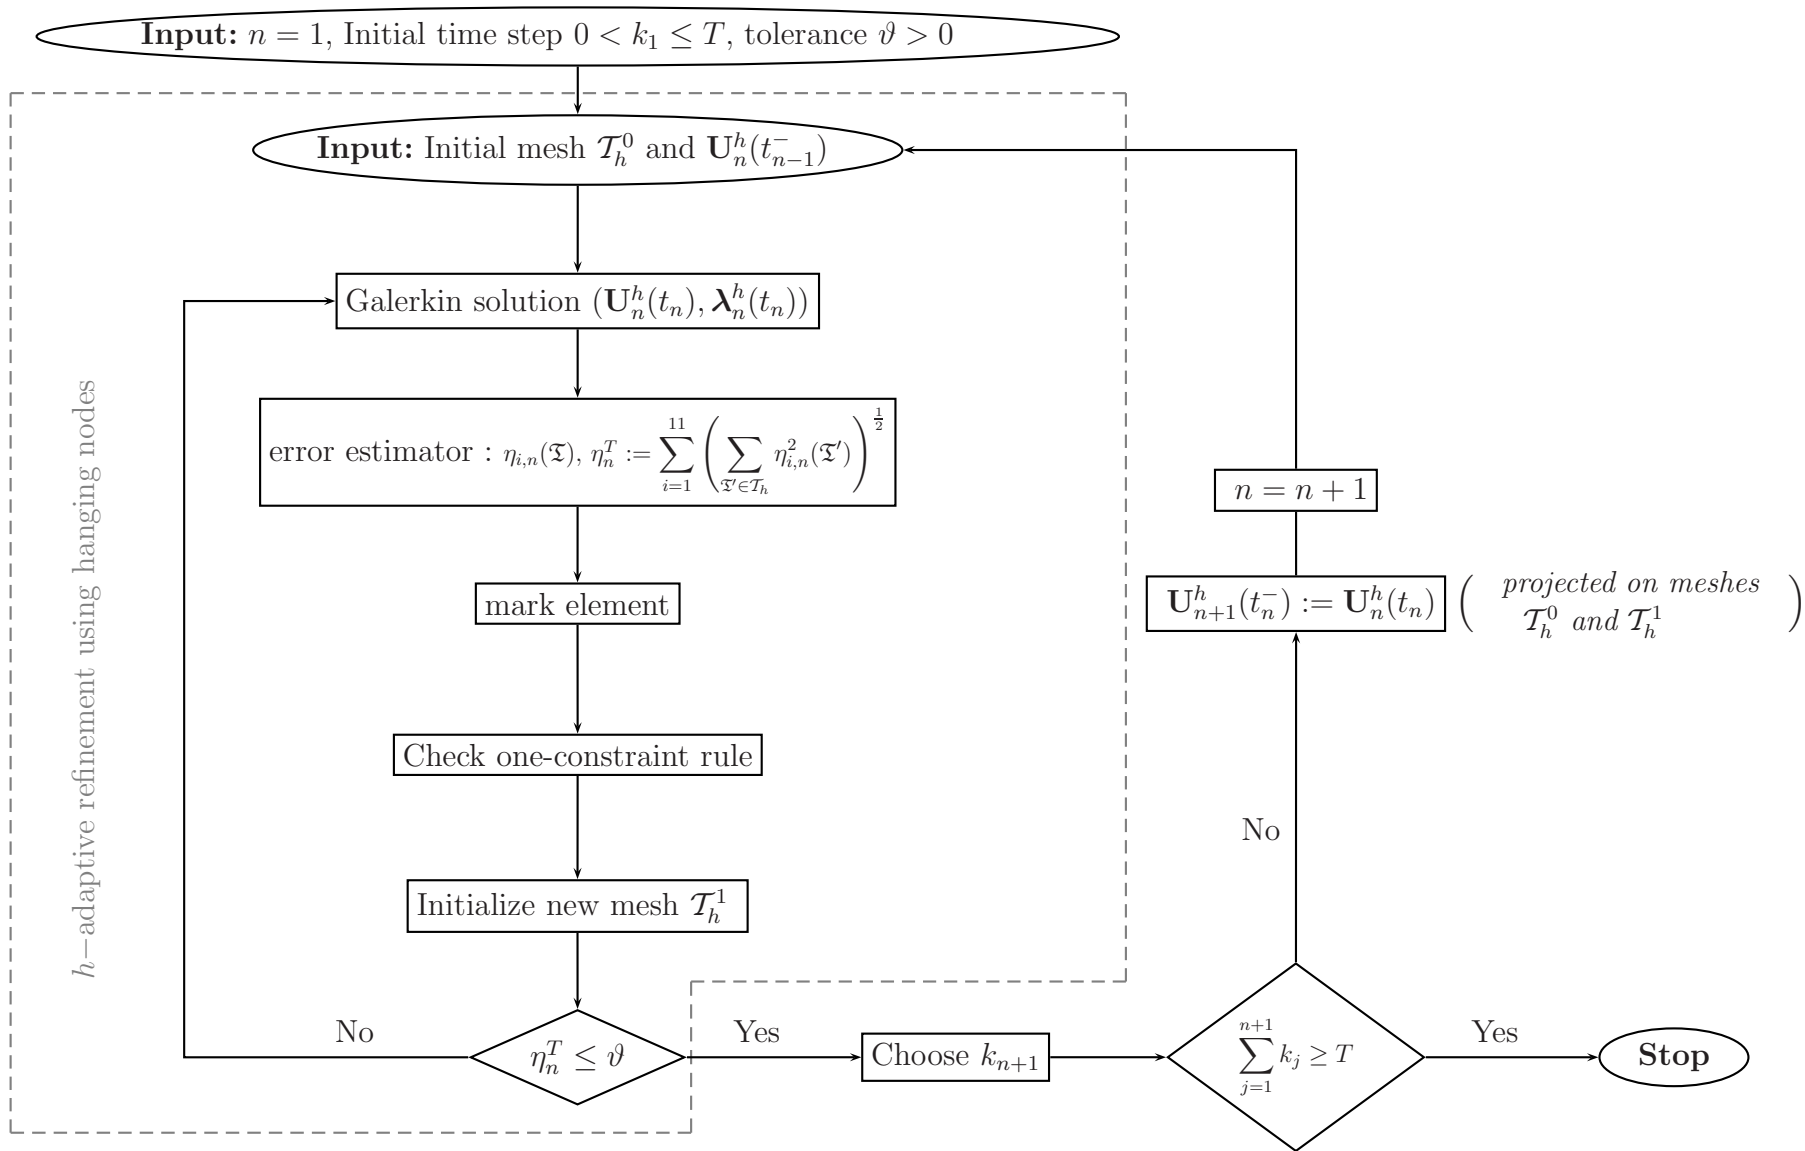 Input: n = 1, Initial time step 0 < k₁ ≤ T, tolerance ϑ > 0
Input: Initial mesh 𝒯_h^0 and 𝐔_n^h(t_{n−1}^−)
Galerkin solution (𝐔_n^h(t_n), 𝛌_n^h(t_n))
error estimator : η_{i,n}(𝔗), η_n^T := ∑_{i=1}^{11} (∑_{𝔗′∈𝒯_h} η_{i,n}^2(𝔗′))^{1/2}
mark element
Check one-constraint rule
Initialize new mesh 𝒯_h^1
η_n^T ≤ ϑ
No
Yes
Choose k_{n+1}
∑_{j=1}^{n+1} k_j ≥ T
Yes
Stop
No
𝐔_{n+1}^h(t_n^−) := 𝐔_n^h(t_n)
( projected on meshes
𝒯_h^0 and 𝒯_h^1 )
n = n + 1
h−adaptive refinement using hanging nodes